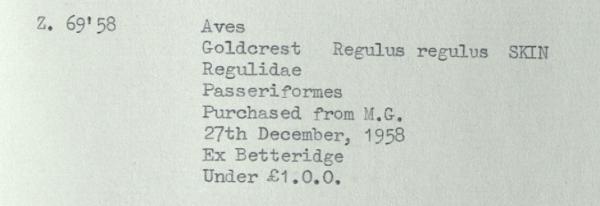 Z. 69'58 Aves
Goldcrest Regulus regulus SKIN
Regulidae
Passeriformes
Purchased from M.G.
27th December, 1958
Ex Betteridge
Under £1.0.0.